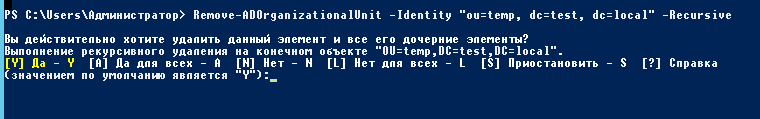 PS C:\Users\Администратор> Remove-ADOrganizationalUnit -Identity "ou=temp, dc=test, dc=local" -Recursive
Вы действительно хотите удалить данный элемент и все его дочерние элементы?
Выполнение рекурсивного удаления на конечном объекте "OU=temp,DC=test,DC=local".
[Y] Да - Y  [A] Да для всех - A  [N] Нет - N  [L] Нет для всех - L  [S] Приостановить - S  [?] Справка
(значением по умолчанию является "Y"):_